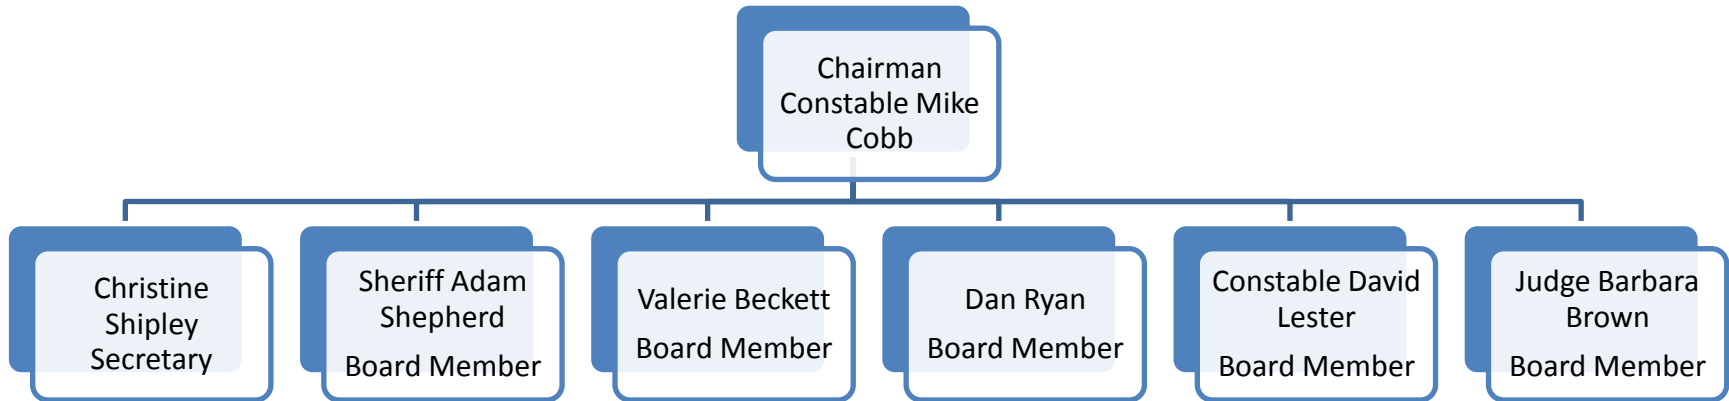 Chairman
Constable Mike
Cobb
Christine
Shipley
Secretary
Sheriff Adam
Shepherd
Board Member
Valerie Beckett
Board Member
Dan Ryan
Board Member
Constable David
Lester
Board Member
Judge Barbara
Brown
Board Member